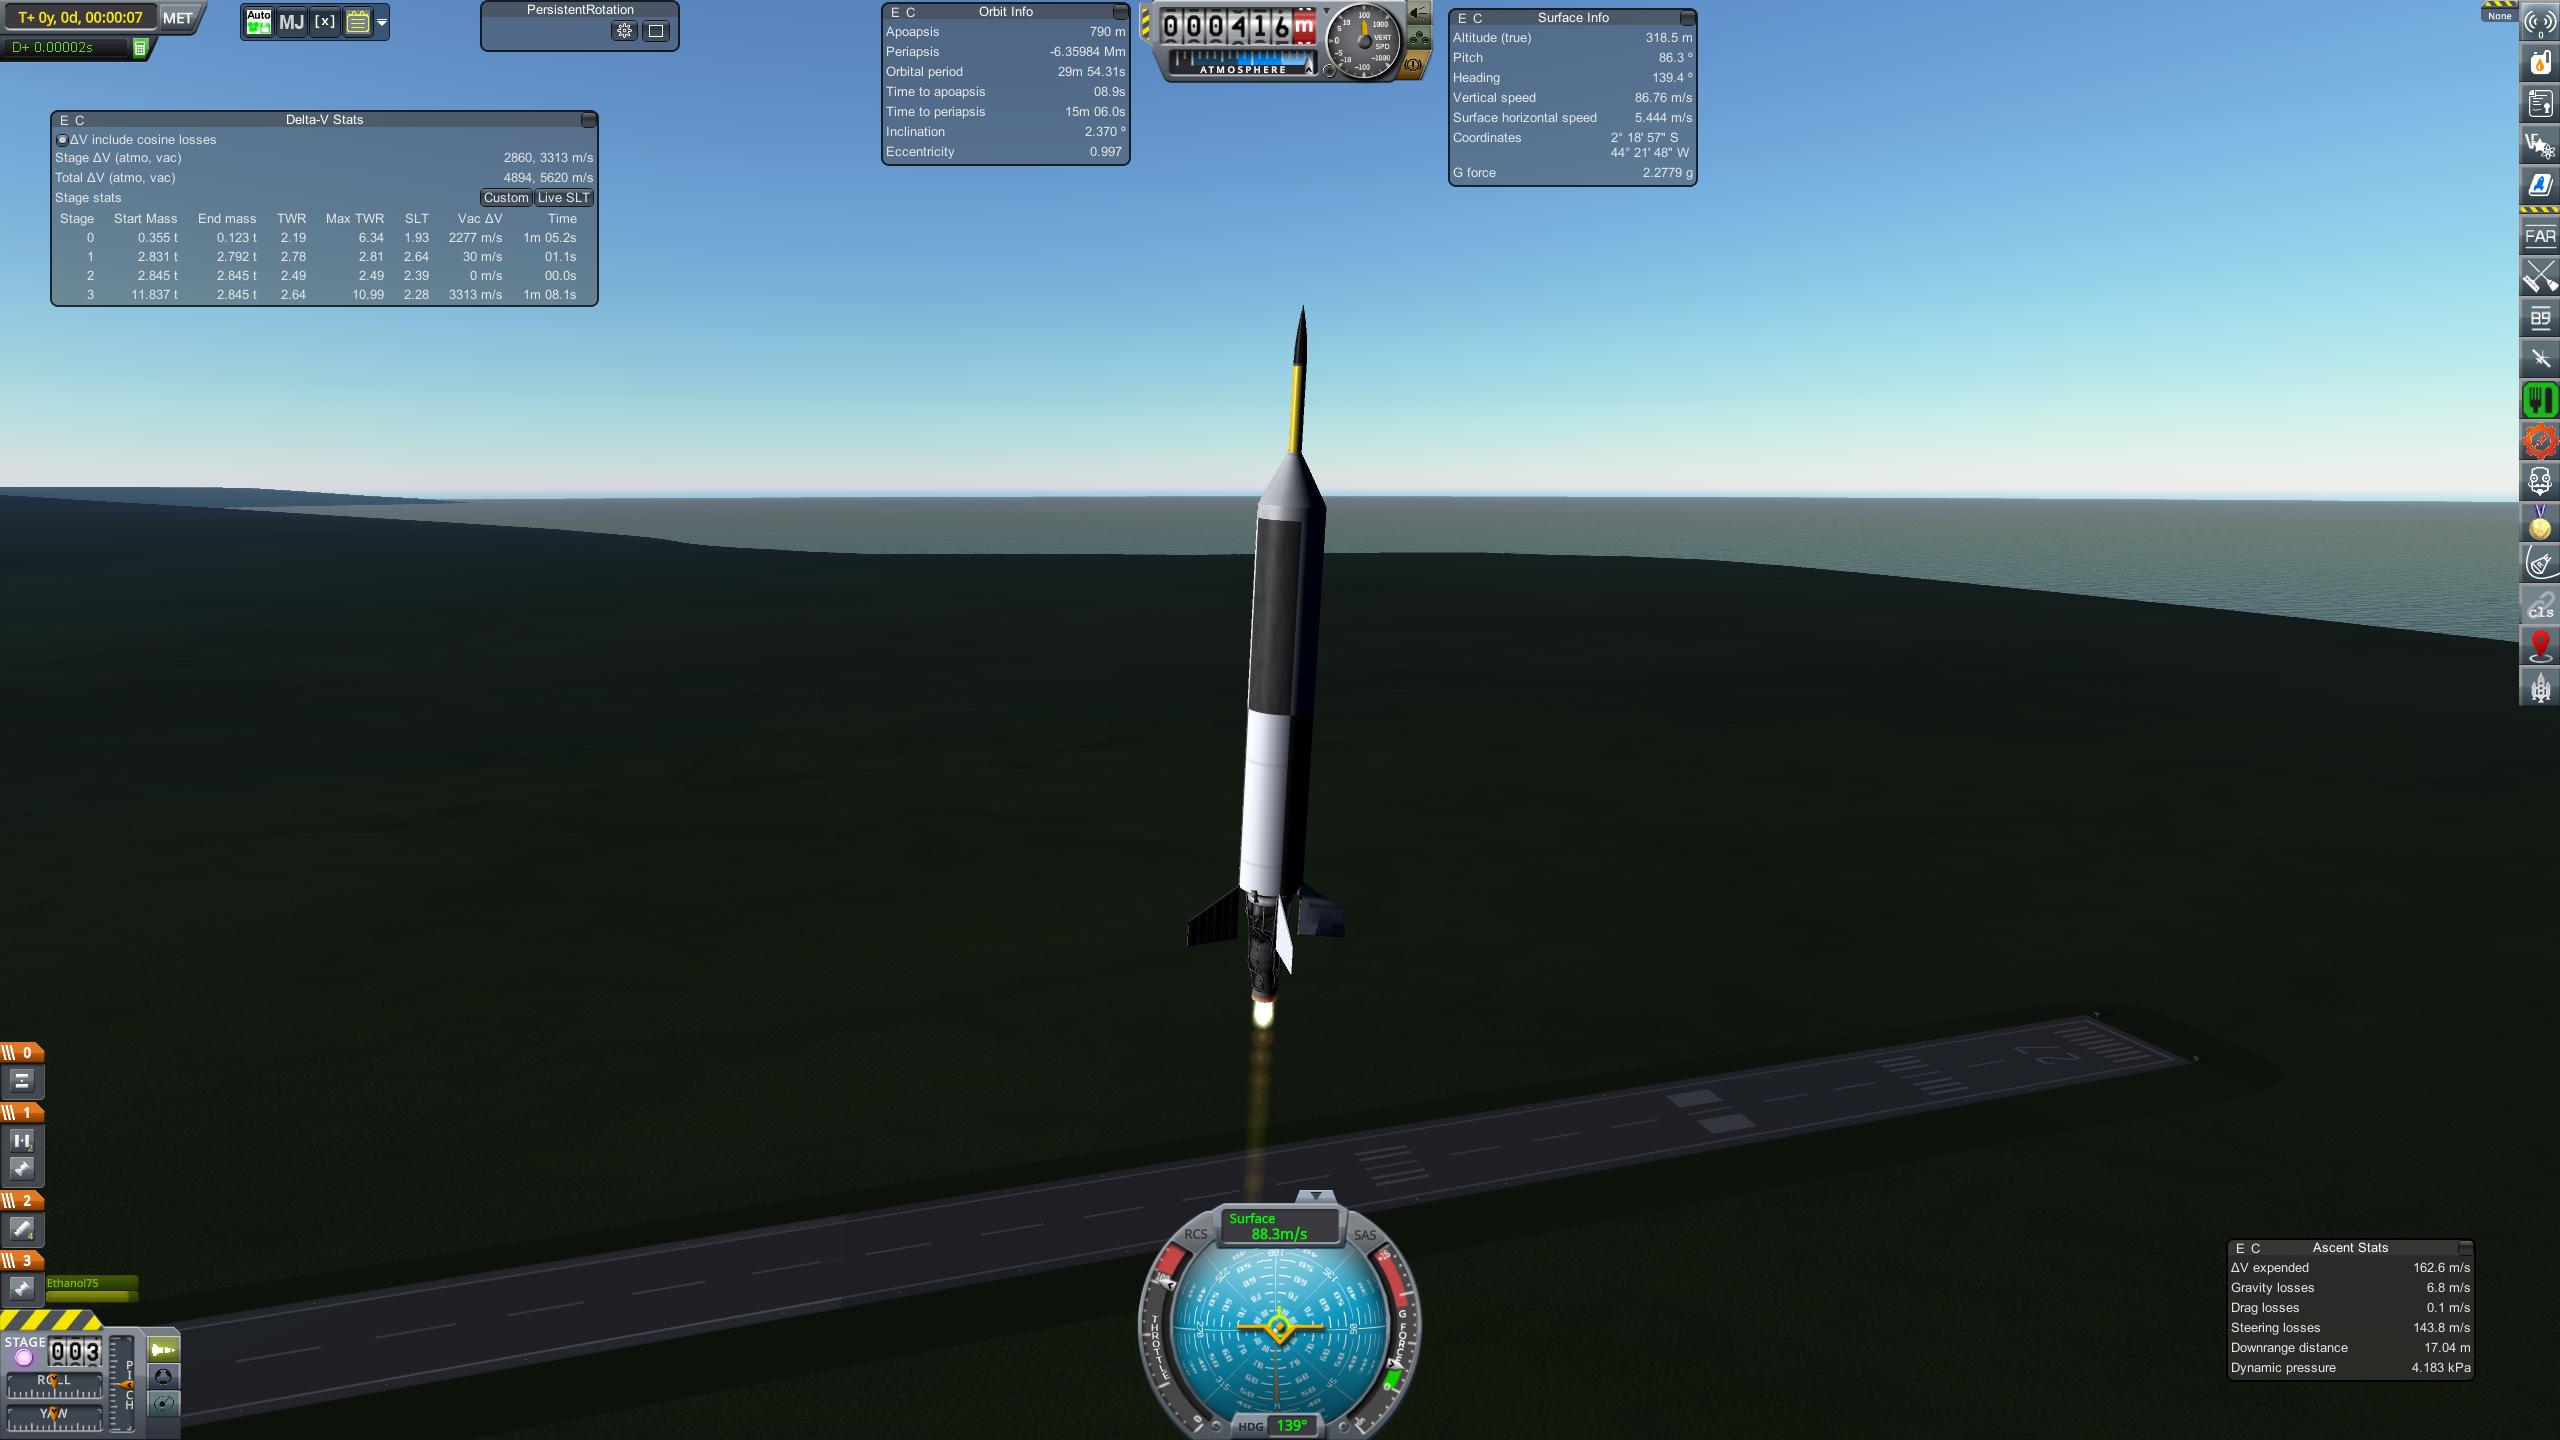 T+ 0y, 0d, 00:00:07 MET
D+ 0.00002s
Auto MJ [x]
PersistentRotation
E C Orbit Info
Apoapsis 790 m
Periapsis -6.35984 Mm
Orbital period 29m 54.31s
Time to apoapsis 08.9s
Time to periapsis 15m 06.0s
Inclination 2.370 º
Eccentricity 0.997
000416m
ATMOSPHERE
VERT SPD
E C Surface Info
Altitude (true) 318.5 m
Pitch 86.3 º
Heading 139.4 º
Vertical speed 86.76 m/s
Surface horizontal speed 5.444 m/s
Coordinates 2° 18' 57" S
44° 21' 48" W
G force 2.2779 g
None
0
FAR
B9
cls
E C Delta-V Stats
ΔV include cosine losses
Stage ΔV (atmo, vac) 2860, 3313 m/s
Total ΔV (atmo, vac) 4894, 5620 m/s
Stage stats Custom Live SLT
Stage Start Mass End mass TWR Max TWR SLT Vac ΔV Time
0 0.355 t 0.123 t 2.19 6.34 1.93 2277 m/s 1m 05.2s
1 2.831 t 2.792 t 2.78 2.81 2.64 30 m/s 01.1s
2 2.845 t 2.845 t 2.49 2.49 2.39 0 m/s 00.0s
3 11.837 t 2.845 t 2.64 10.99 2.28 3313 m/s 1m 08.1s
0
1
2
3
Ethanol75
STAGE 003
ROLL
YAW
PITCH
RCS Surface SAS
88.3m/s
THROTTLE
G FORCE
HDG 139°
E C Ascent Stats
ΔV expended 162.6 m/s
Gravity losses 6.8 m/s
Drag losses 0.1 m/s
Steering losses 143.8 m/s
Downrange distance 17.04 m
Dynamic pressure 4.183 kPa